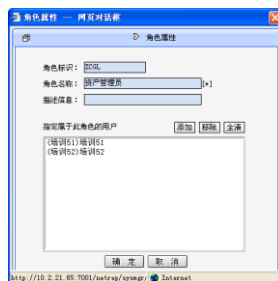 角色属性 -- 网页对话框
角色属性
角色标识: ZCGL
角色名称: 资产管理员 [*]
描述信息:
指定属于此角色的用户 添加 移除 全清
(培训51)培训51
(培训52)培训52
确 定 取 消
http://10.2.21.65:7001/netrep/sysmgr/ Internet